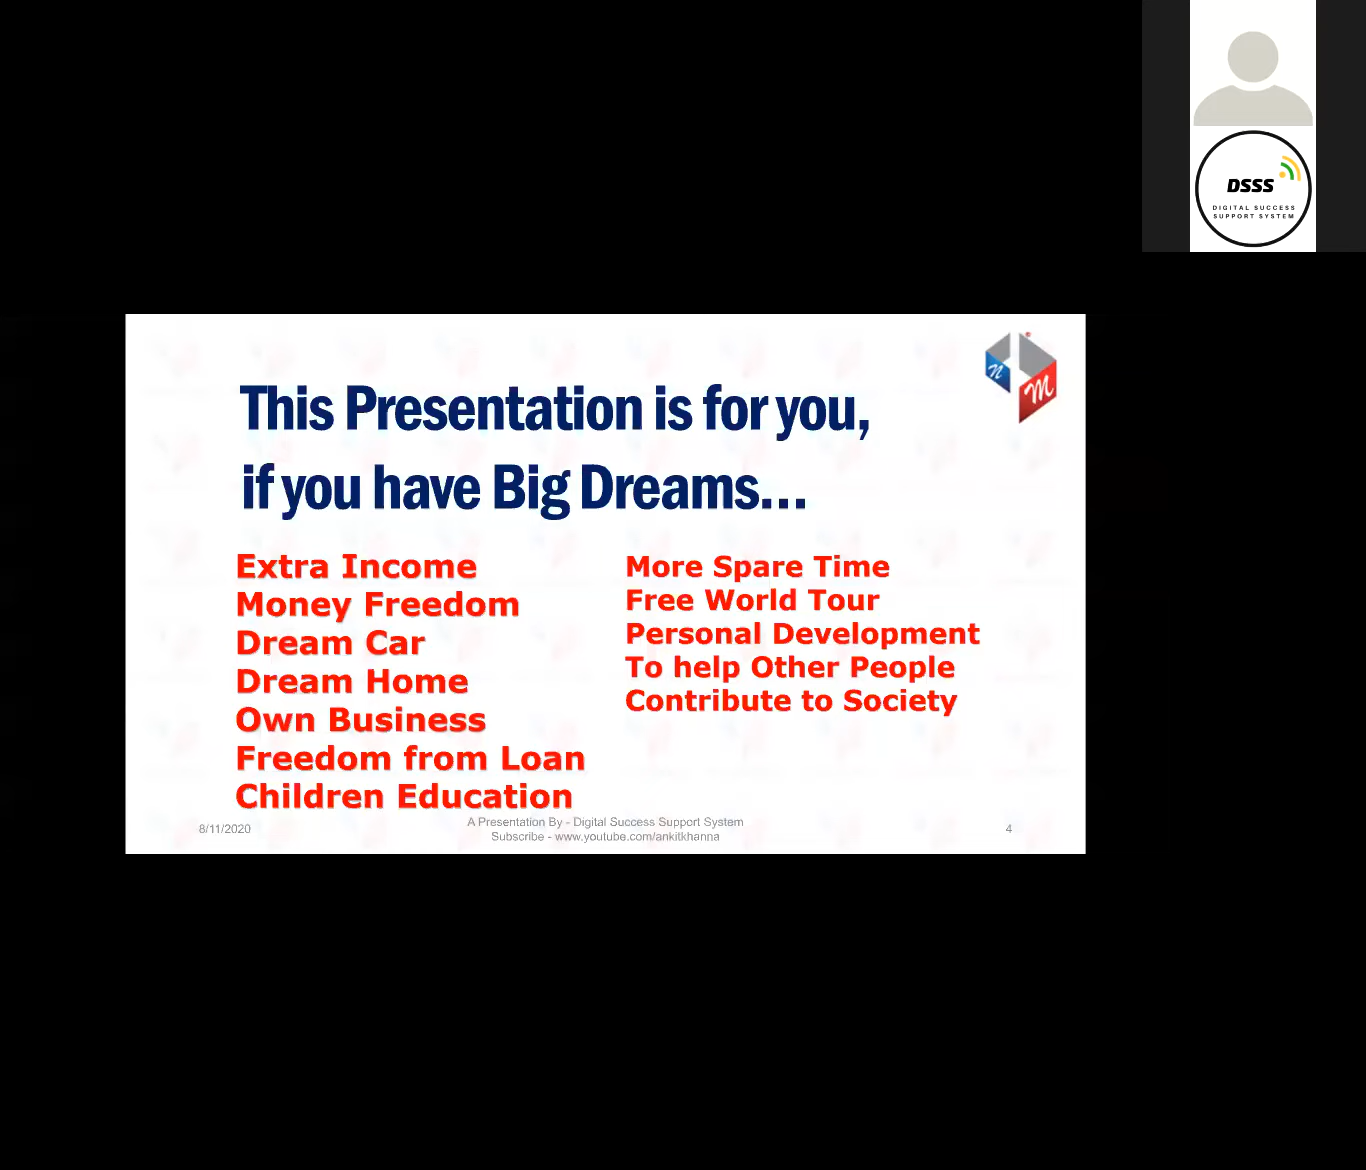 DSSS
DIGITAL SUCCESS
SUPPORT SYSTEM
n
m
This Presentation is for you,
if you have Big Dreams...
Extra Income
Money Freedom
Dream Car
Dream Home
Own Business
Freedom from Loan
Children Education
More Spare Time
Free World Tour
Personal Development
To help Other People
Contribute to Society
8/11/2020
A Presentation By - Digital Success Support System
Subscribe - www.youtube.com/ankitkhanna
4